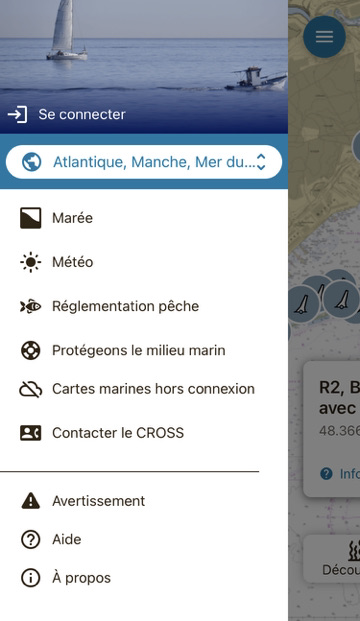 Se connecter
Atlantique, Manche, Mer du...
Marée
Météo
Réglementation pêche
Protégeons le milieu marin
Cartes marines hors connexion
Contacter le CROSS
Avertissement
Aide
À propos
R2, B
avec
48.366
Info
Décou